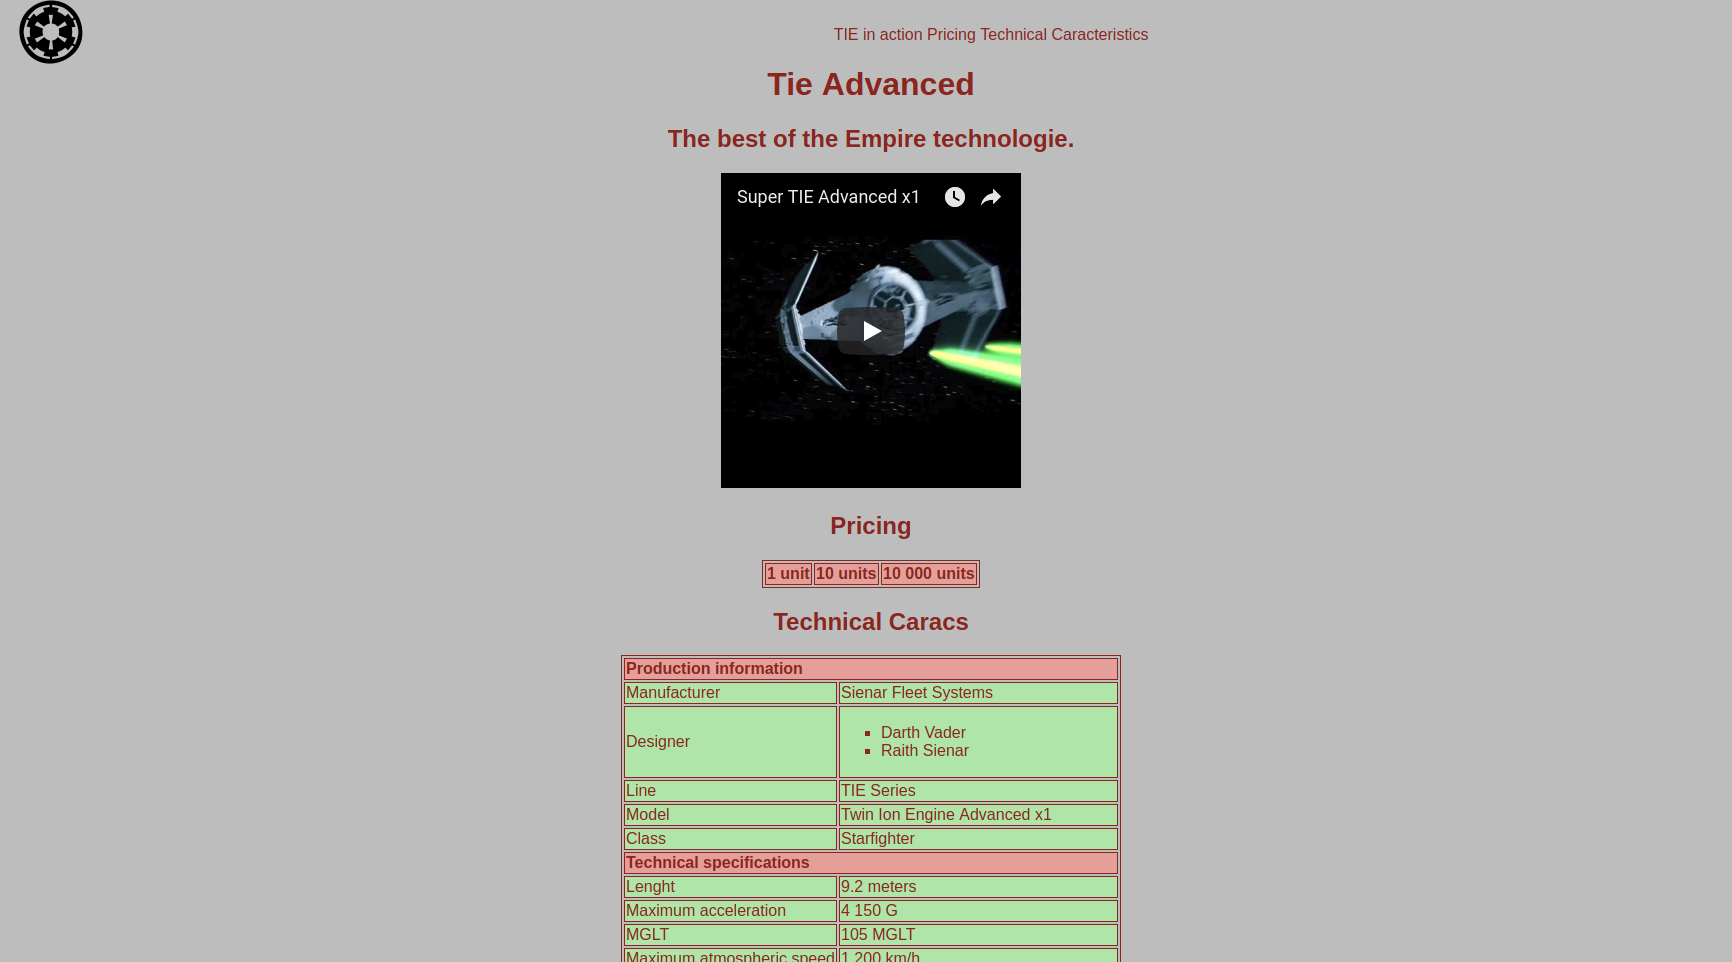 TIE in action Pricing Technical Caracteristics
Tie Advanced
The best of the Empire technologie.
Super TIE Advanced x1
Pricing
1 unit 10 units 10 000 units
Technical Caracs
Production information
Manufacturer Sienar Fleet Systems
Designer
Darth Vader
Raith Sienar
Line TIE Series
Model Twin Ion Engine Advanced x1
Class Starfighter
Technical specifications
Lenght 9.2 meters
Maximum acceleration 4 150 G
MGLT 105 MGLT
Maximum atmospheric speed 1 200 km/h